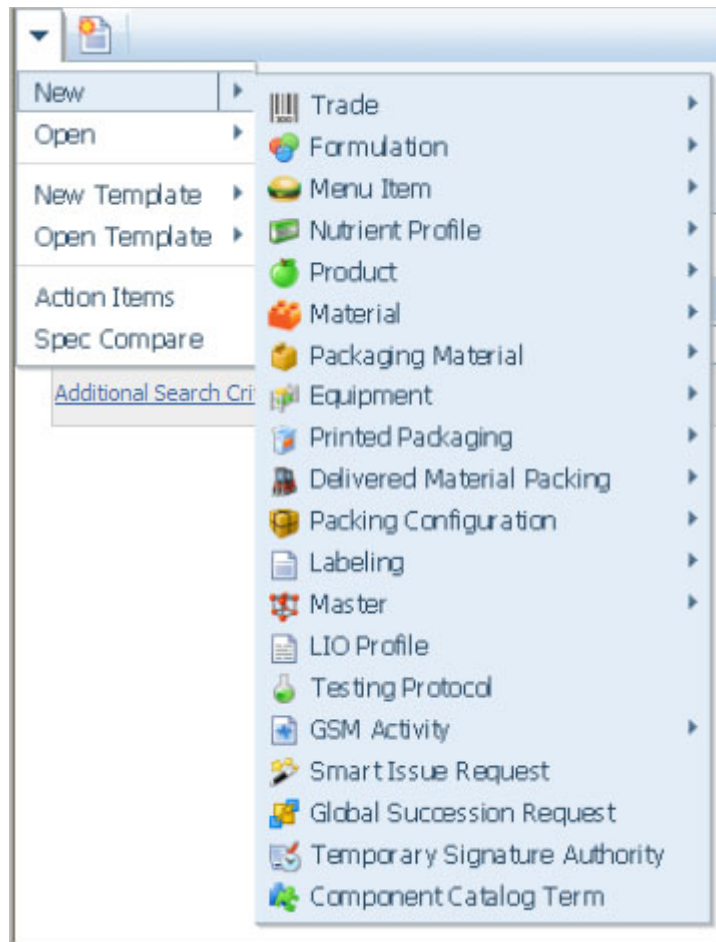 New
Open
New Template
Open Template
Action Items
Spec Compare
Additional Search Cri
Trade
Formulation
Menu Item
Nutrient Profile
Product
Material
Packaging Material
Equipment
Printed Packaging
Delivered Material Packing
Packing Configuration
Labeling
Master
LIO Profile
Testing Protocol
GSM Activity
Smart Issue Request
Global Succession Request
Temporary Signature Authority
Component Catalog Term